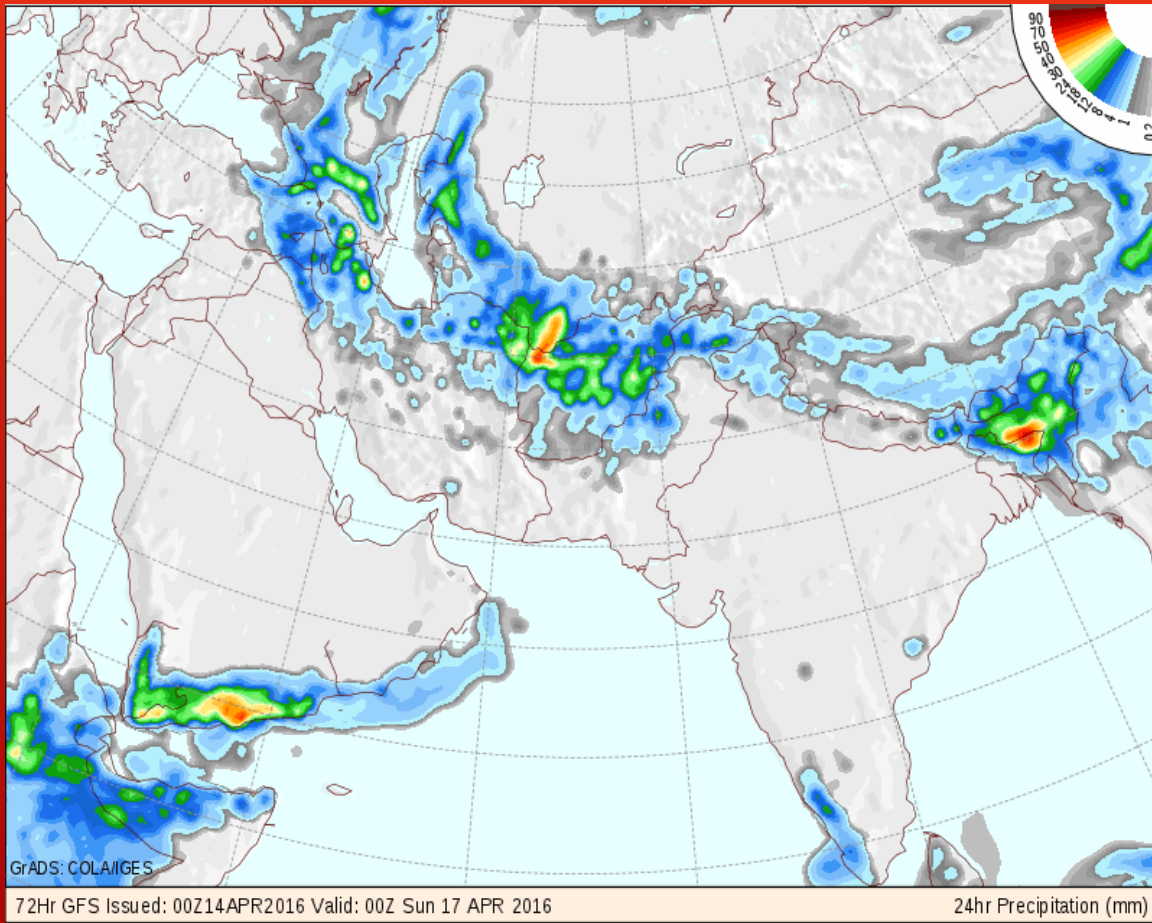 90
70
50
40
GrADS: COLA/IGES
72Hr GFS Issued: 00Z14APR2016 Valid: 00Z Sun 17 APR 2016
24hr Precipitation (mm)